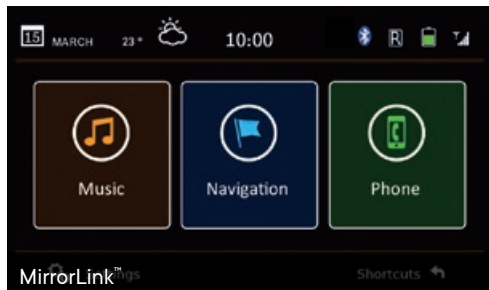 15 MARCH 23° 10:00 R
Music Navigation Phone
MirrorLink™ Shortcuts